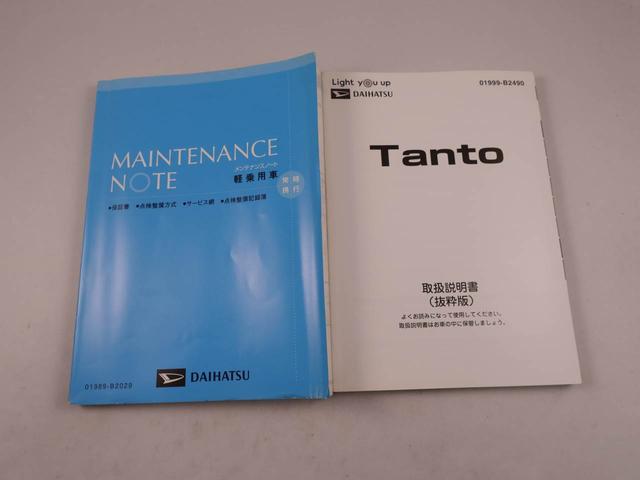 MAINTENANCE
NOTE
メンテナンスノート
軽乗用車
常時
携行
●保証書 ●点検整備方式 ●サービス網 ●点検整備記録簿
01989-B2029
DAIHATSU
Light you up
DAIHATSU
01999-B2490
Tanto
取扱説明書
(抜粋版)
よくお読みになって使用してください。
取扱説明書はお車の中に保管しましょう。